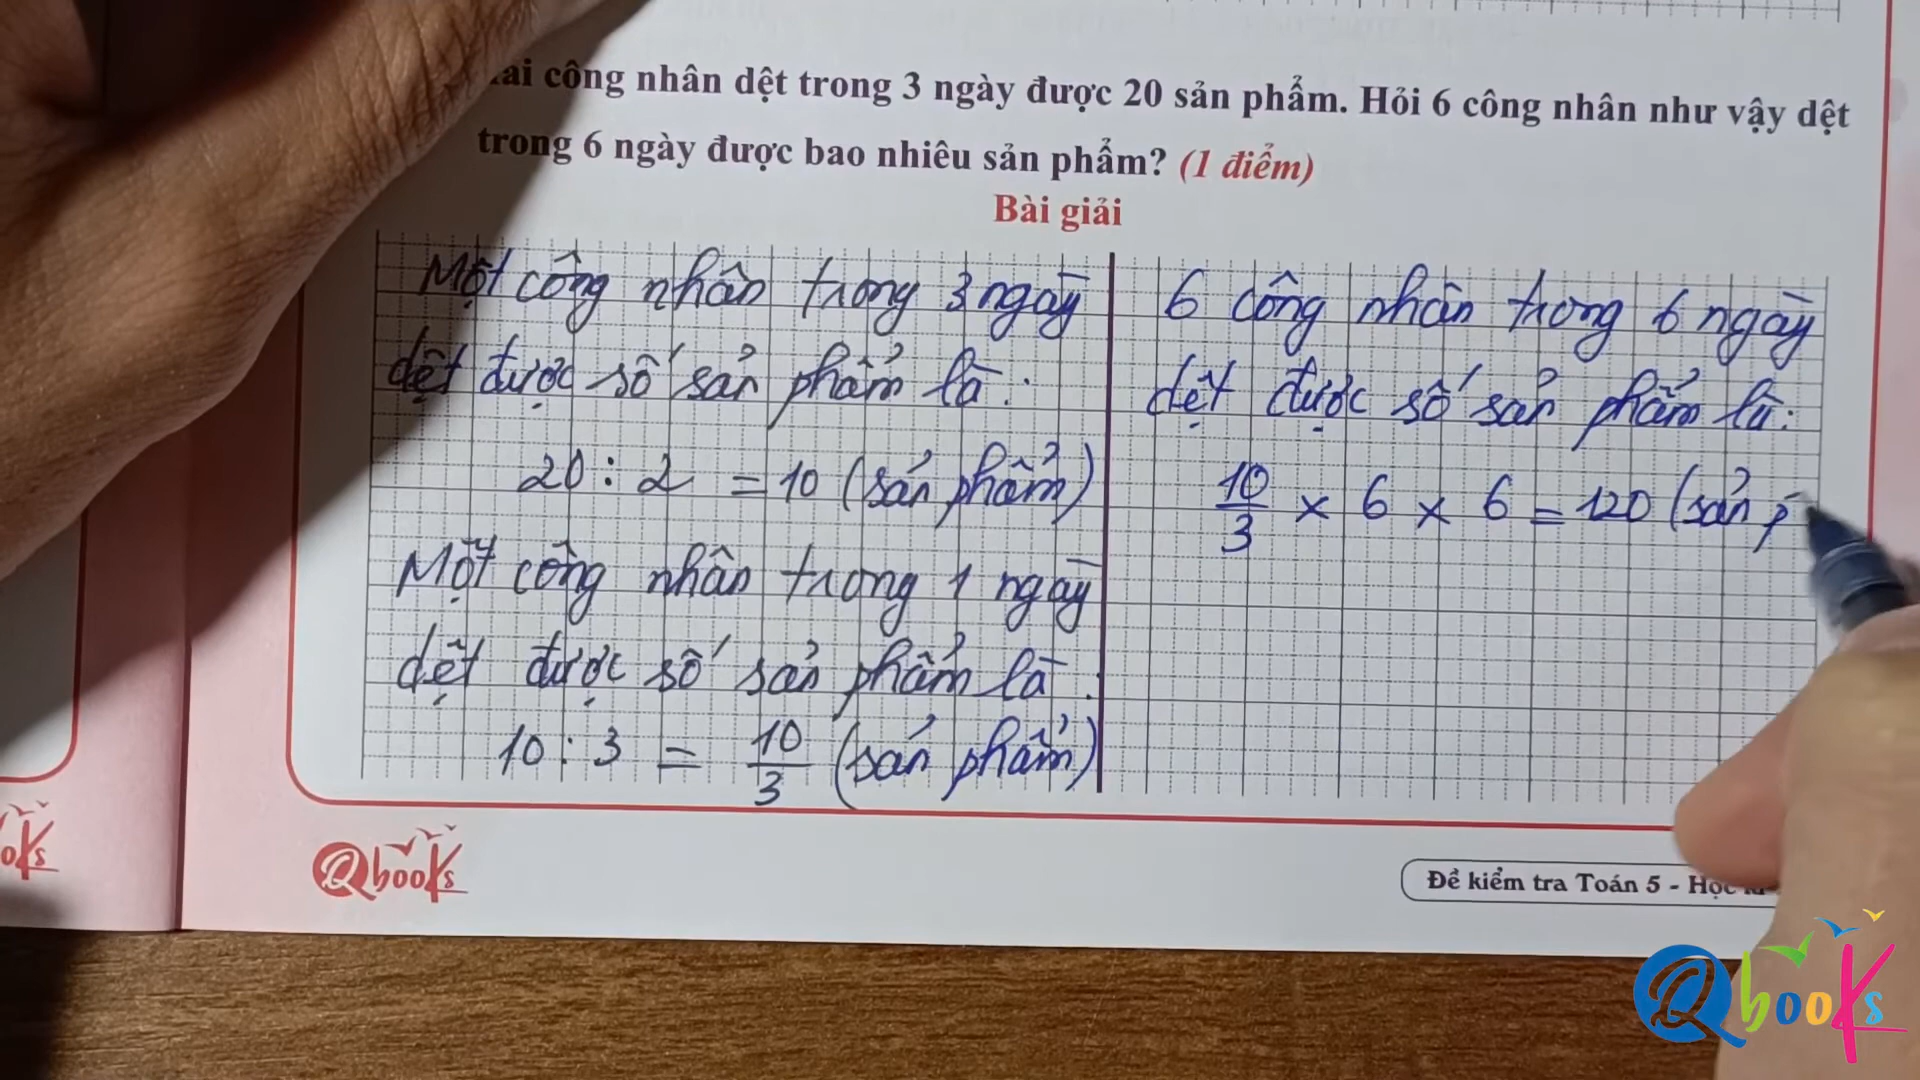 công nhân dệt trong 3 ngày được 20 sản phẩm. Hỏi 6 công nhân như vậy dệt
trong 6 ngày được bao nhiêu sản phẩm? (1 điểm)
Bài giải
Một công nhân trong 3 ngày
dệt được số sản phẩm là:
20 : 2 = 10 (sản phẩm)
Một công nhân trong 1 ngày
dệt được số sản phẩm là:
10 : 3 = 10/3 (sản phẩm)
6 công nhân trong 6 ngày
dệt được số sản phẩm là:
10/3 × 6 × 6 = 120 (sản p
Qbooks
Đề kiểm tra Toán 5 - Học
Qbooks